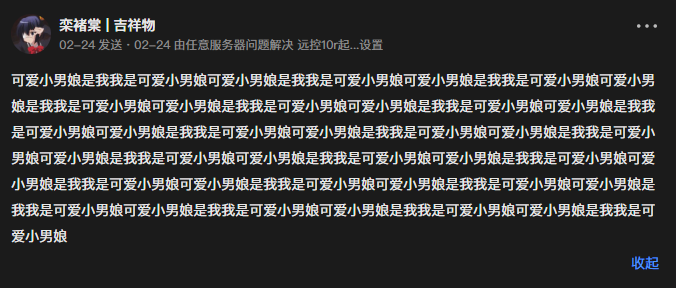 栾褚棠 | 吉祥物
02-24 发送 · 02-24 由任意服务器问题解决 远控10r起...设置
可爱小男娘是我我是可爱小男娘可爱小男娘是我我是可爱小男娘可爱小男娘是我我是可爱小男娘可爱小男
娘是我我是可爱小男娘可爱小男娘是我我是可爱小男娘可爱小男娘是我我是可爱小男娘可爱小男娘是我我
是可爱小男娘可爱小男娘是我我是可爱小男娘可爱小男娘是我我是可爱小男娘可爱小男娘是我我是可爱小
男娘可爱小男娘是我我是可爱小男娘可爱小男娘是我我是可爱小男娘可爱小男娘是我我是可爱小男娘可爱
小男娘是我我是可爱小男娘可爱小男娘是我我是可爱小男娘可爱小男娘是我我是可爱小男娘可爱小男娘是
我我是可爱小男娘可爱小男娘是我我是可爱小男娘可爱小男娘是我我是可爱小男娘可爱小男娘是我我是可
爱小男娘
收起